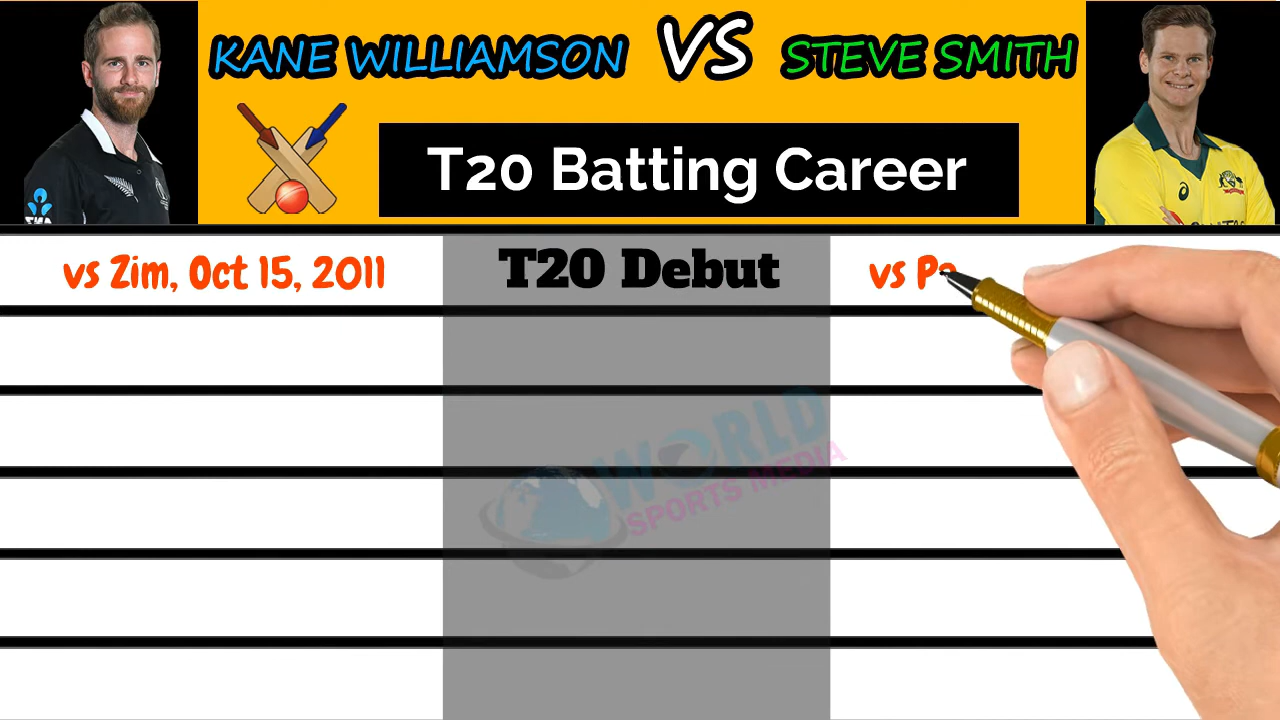 KANE WILLIAMSON VS STEVE SMITH
T20 Batting Career
vs Zim, Oct 15, 2011
T20 Debut
vs
WORLD
SPORTS MEDIA